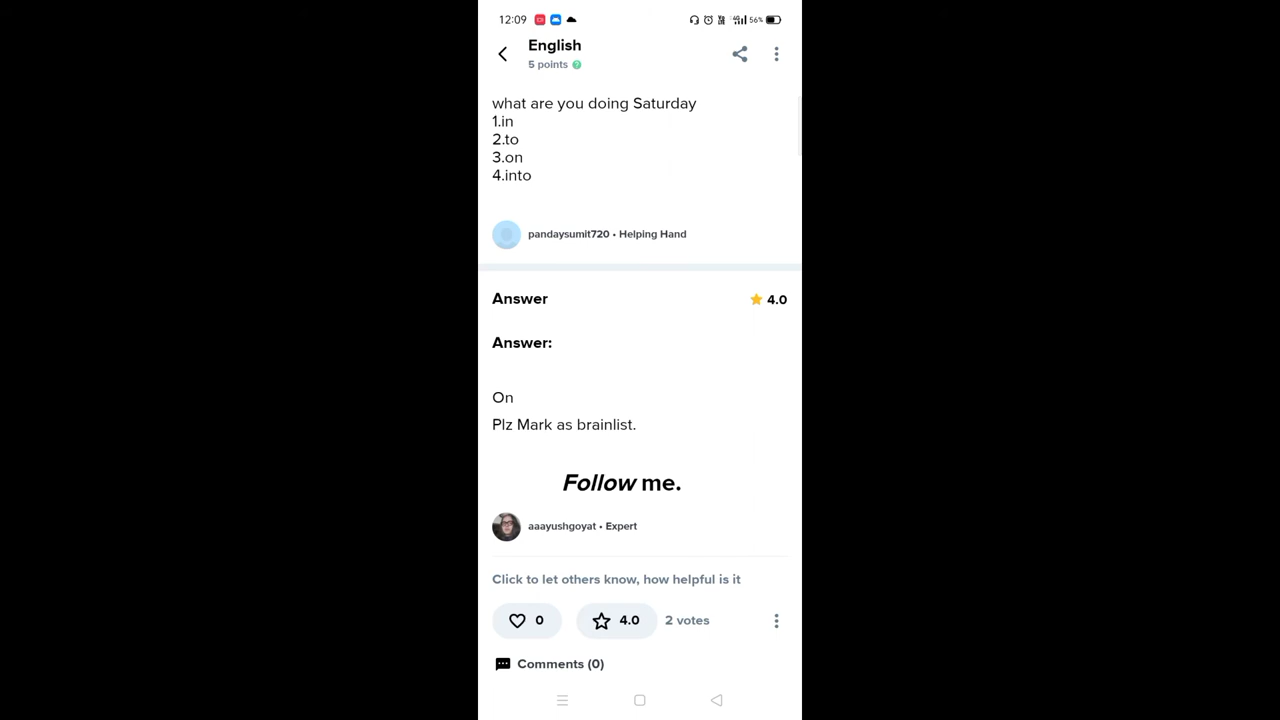 12:09
56%
English
5 points
what are you doing Saturday
1.in
2.to
3.on
4.into
pandaysumit720 • Helping Hand
Answer
4.0
Answer:
On
Plz Mark as brainlist.
Follow me.
aaayushgoyat • Expert
Click to let others know, how helpful is it
0
4.0
2 votes
Comments (0)